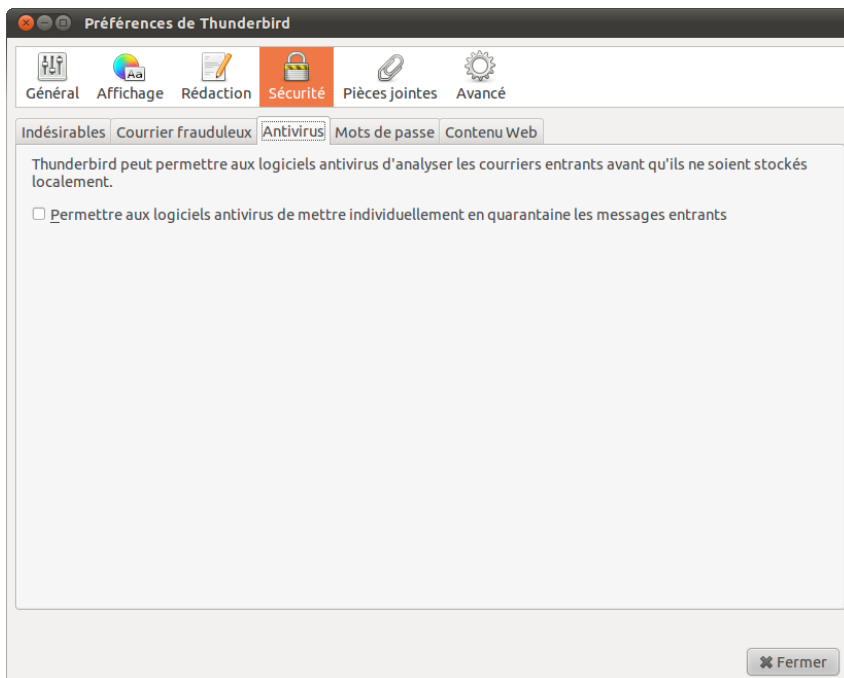 Préférences de Thunderbird
Général Affichage Rédaction Sécurité Pièces jointes Avancé
Indésirables Courrier frauduleux Antivirus Mots de passe Contenu Web
Thunderbird peut permettre aux logiciels antivirus d'analyser les courriers entrants avant qu'ils ne soient stockés
localement.
Permettre aux logiciels antivirus de mettre individuellement en quarantaine les messages entrants
Fermer